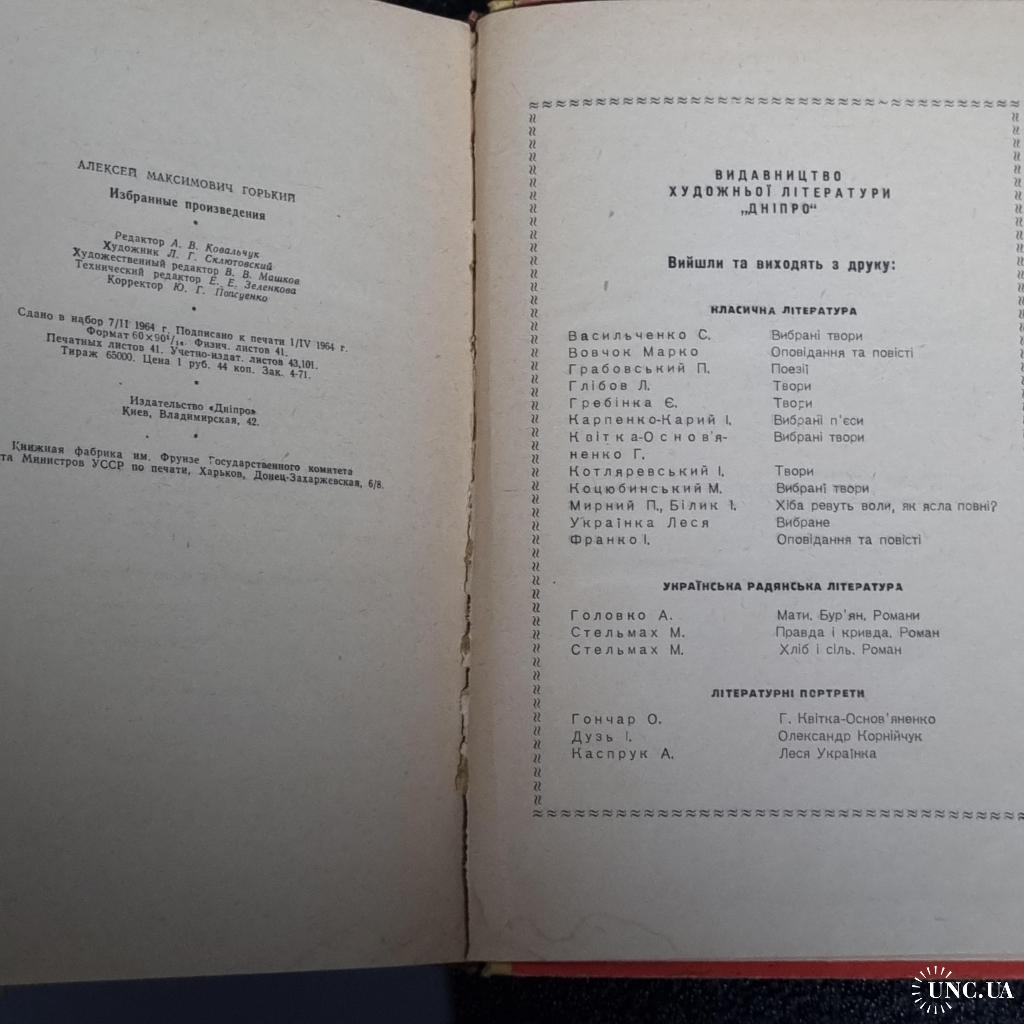 АЛЕКСЕЙ МАКСИМОВИЧ ГОРЬКИЙ
Избранные произведения
*
Редактор А. В. Ковальчук
Художник Л. Г. Склютовский
Художественный редактор В. В. Машков
Технический редактор Е. Е. Зеленкова
Корректор Ю. Г. Попсуенко
*
Сдано в набор 7/II 1964 г. Подписано к печати 1/IV 1964 г.
Формат 60×90¹/₁₆. Физич. листов 41.
Печатных листов 41. Учетно-издат. листов 43,101.
Тираж 65000. Цена 1 руб. 44 коп. Зак. 4-71.
*
Издательство «Дніпро»
Киев, Владимирская, 42.
*
Книжная фабрика им. Фрунзе Государственного комитета
та Министров УССР по печати, Харьков, Донец-Захаржевская, 6/8.
ВИДАВНИЦТВО
ХУДОЖНЬОЇ ЛІТЕРАТУРИ
„ДНІПРО“
Вийшли та виходять з друку:
КЛАСИЧНА ЛІТЕРАТУРА
Васильченко С. Вибрані твори
Вовчок Марко Оповідання та повісті
Грабовський П. Поезії
Глібов Л. Твори
Гребінка Є. Твори
Карпенко-Карий І. Вибрані п'єси
Квітка-Основ'я- Вибрані твори
ненко Г.
Котляревський І. Твори
Коцюбинський М. Вибрані твори
Мирний П., Білик І. Хіба ревуть воли, як ясла повні?
Українка Леся Вибране
Франко І. Оповідання та повісті
УКРАЇНСЬКА РАДЯНСЬКА ЛІТЕРАТУРА
Головко А. Мати. Бур'ян. Романи
Стельмах М. Правда і кривда. Роман
Стельмах М. Хліб і сіль. Роман
ЛІТЕРАТУРНІ ПОРТРЕТИ
Гончар О. Г. Квітка-Основ'яненко
Дузь І. Олександр Корнійчук
Каспрук А. Леся Українка
UNC.UA